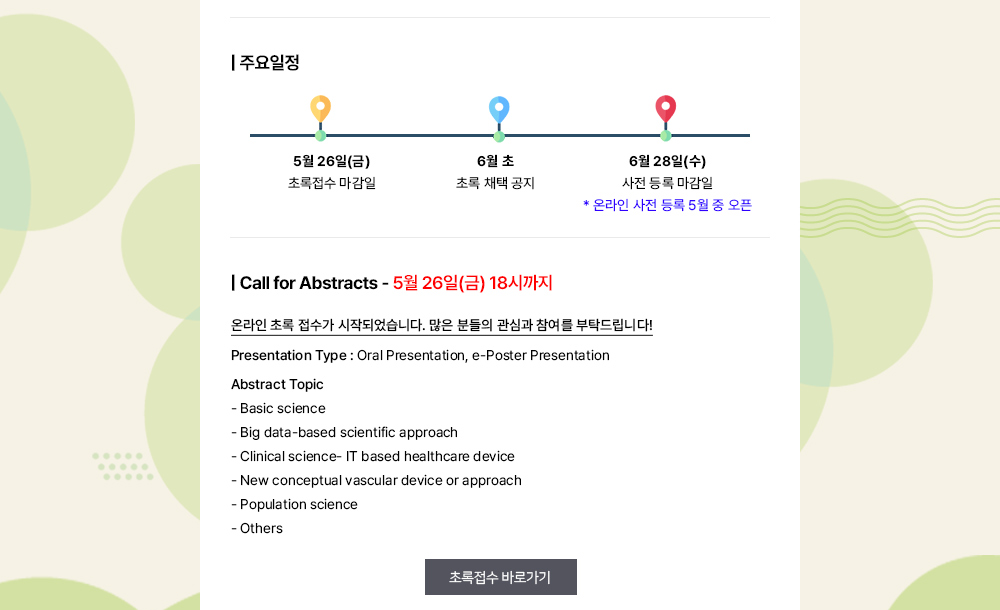 | 주요일정
5월 26일(금) 6월 초 6월 28일(수)
초록접수 마감일 초록 채택 공지 사전 등록 마감일
* 온라인 사전 등록 5월 중 오픈
| Call for Abstracts - 5월 26일(금) 18시까지
온라인 초록 접수가 시작되었습니다. 많은 분들의 관심과 참여를 부탁드립니다!
Presentation Type : Oral Presentation, e-Poster Presentation
Abstract Topic
- Basic science
- Big data-based scientific approach
- Clinical science- IT based healthcare device
- New conceptual vascular device or approach
- Population science
- Others
초록접수 바로가기